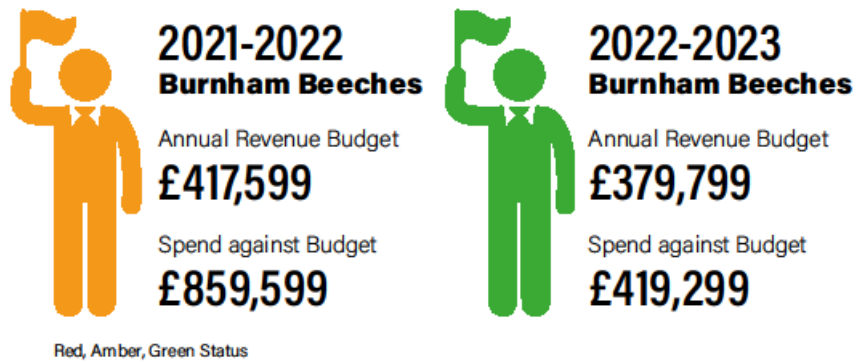 2021-2022
Burnham Beeches
Annual Revenue Budget
£417,599
Spend against Budget
£859,599
2022-2023
Burnham Beeches
Annual Revenue Budget
£379,799
Spend against Budget
£419,299
Red, Amber, Green Status